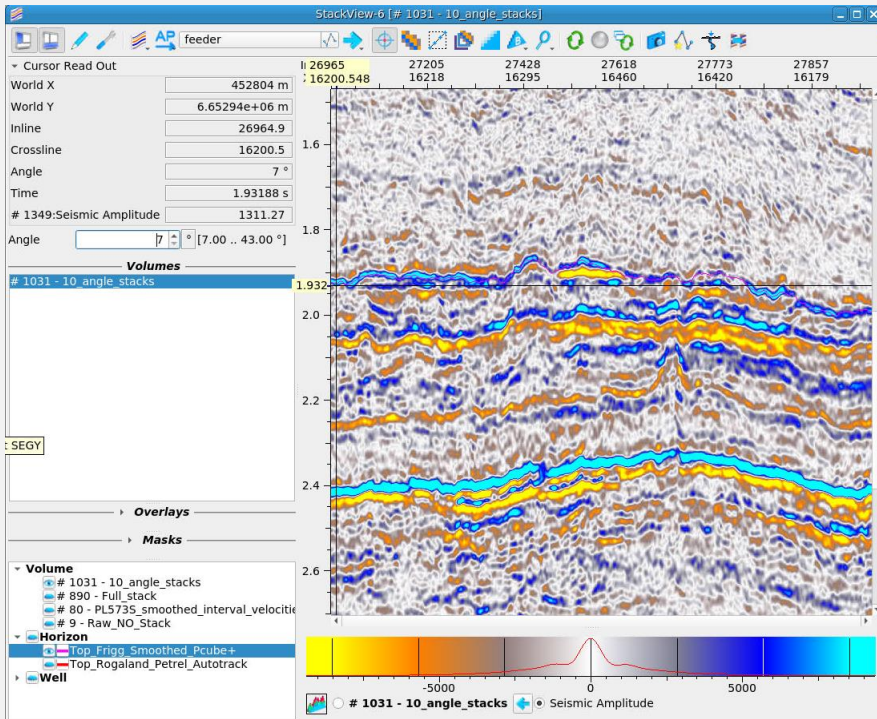 StackView-6 [# 1031 - 10_angle_stacks]
AP feeder
Cursor Read Out
World X 452804 m
World Y 6.65294e+06 m
Inline 26964.9
Crossline 16200.5
Angle 7 °
Time 1.93188 s
# 1349:Seismic Amplitude 1311.27
Angle 7 ° [7.00 .. 43.00 °]
Volumes
# 1031 - 10_angle_stacks
SEGY
Overlays
Masks
Volume
# 1031 - 10_angle_stacks
# 890 - Full_stack
# 80 - PL573S_smoothed_interval_velocitie
# 9 - Raw_NO_Stack
Horizon
Top_Frigg_Smoothed_Pcube+
Top_Rogaland_Petrel_Autotrack
Well
26965 27205 27428 27618 27773 27857
16200.548 16218 16295 16460 16420 16179
1.6
1.8
1.932
2.0
2.2
2.4
2.6
-5000 0 5000
# 1031 - 10_angle_stacks Seismic Amplitude